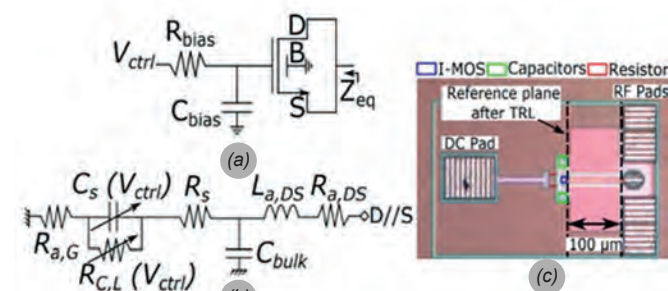 R_bias
V_ctrl
C_bias
D
B
S
Z_eq
(a)
C_s (V_ctrl)
R_s
L_a,DS
R_a,DS
D//S
R_a,G
R_C,L (V_ctrl)
C_bulk
I-MOS Capacitors Resistor
Reference plane
after TRL
RF Pads
DC Pad
100 µm
(c)